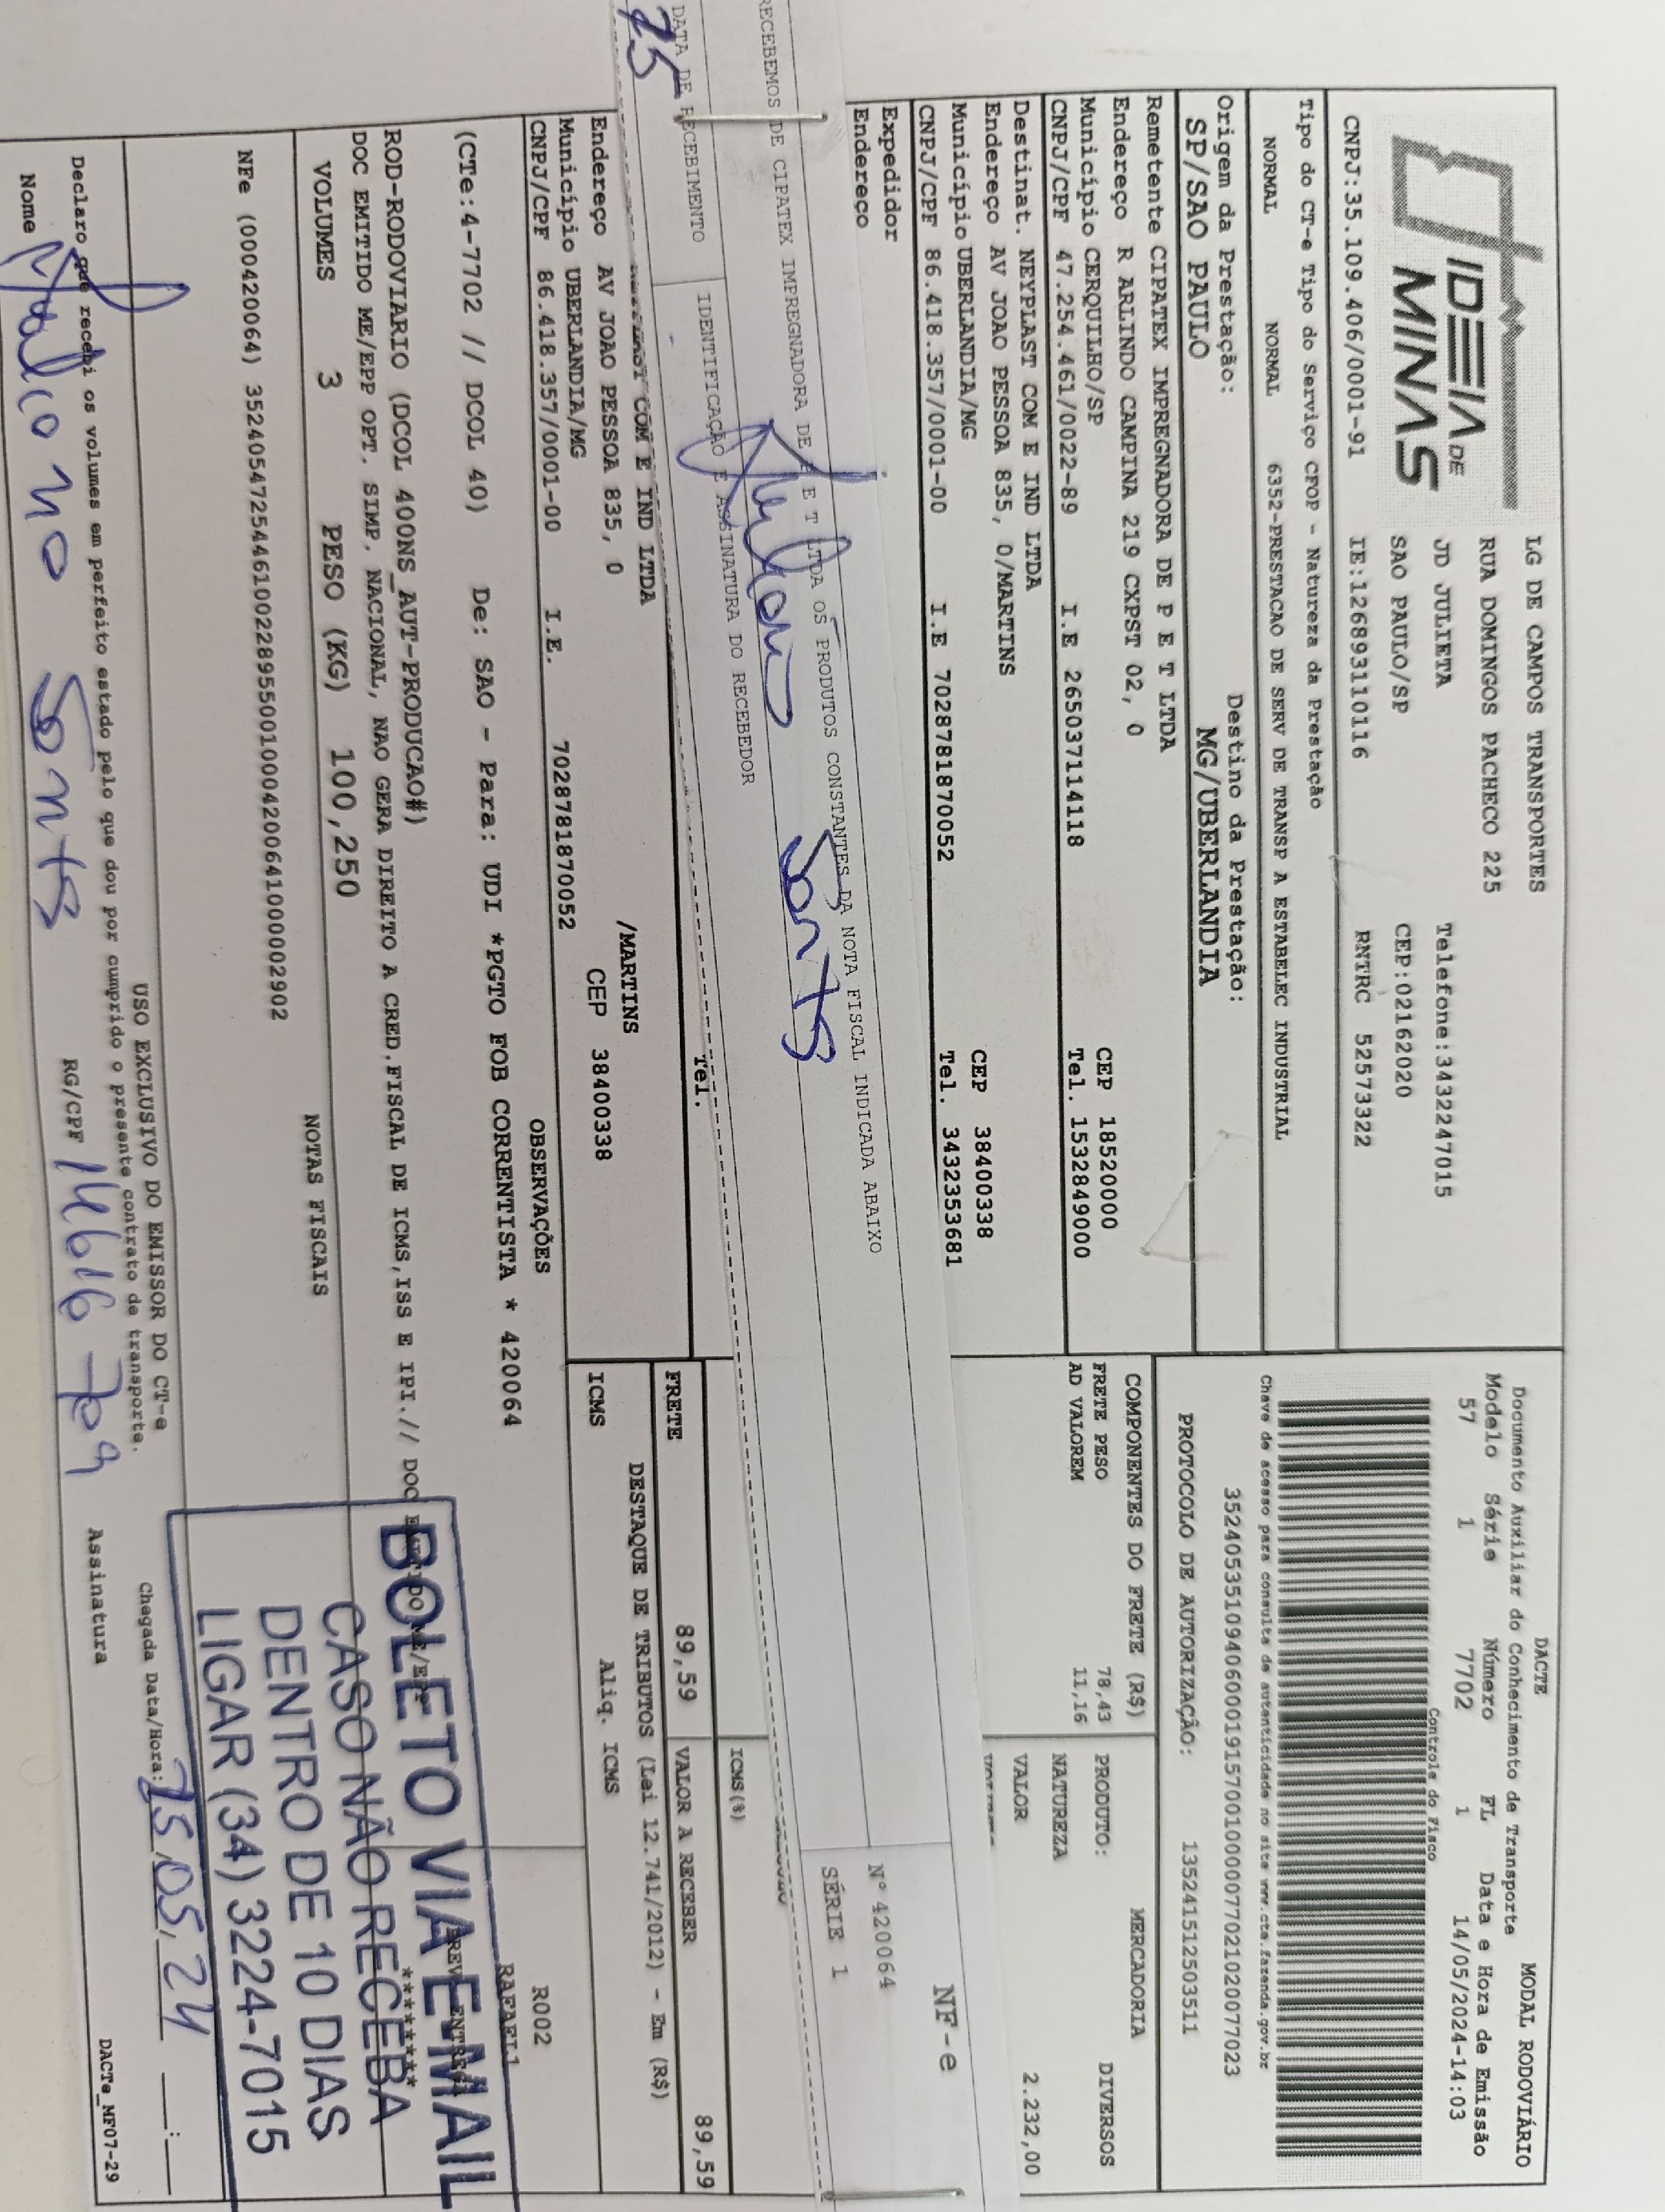 IDEIA DE
MINAS
LG DE CAMPOS TRANSPORTES
RUA DOMINGOS PACHECO 225
JD JULIETA Telefone:3432247015
SAO PAULO/SP CEP:02162020
CNPJ:35.109.406/0001-91 IE:126893110116 RNTRC 52573322
DACTE MODAL RODOVIÁRIO
Documento Auxiliar do Conhecimento de Transporte
Modelo Série Número FL Data e Hora de Emissão
57 1 7702 1 14/05/2024-14:03
Controle do Fisco
Chave de acesso para consulta de autenticidade no site www.cte.fazenda.gov.br
35240535109406000191570010000077021020077023
PROTOCOLO DE AUTORIZAÇÃO: 135241512503511
Tipo do CT-e Tipo do Serviço CFOP - Natureza da Prestação
NORMAL NORMAL 6352-PRESTACAO DE SERV DE TRANSP A ESTABELEC INDUSTRIAL
Origem da Prestação: Destino da Prestação:
SP/SAO PAULO MG/UBERLANDIA
Remetente CIPATEX IMPREGNADORA DE P E T LTDA
Endereço R ARLINDO CAMPINA 219 CXPST 02, 0
Município CERQUILHO/SP CEP 18520000
CNPJ/CPF 47.254.461/0022-89 I.E 265037114118 Tel. 1532849000
Destinat. NEYPLAST COM E IND LTDA
Endereço AV JOAO PESSOA 835, 0/MARTINS
Município UBERLANDIA/MG CEP 38400338
CNPJ/CPF 86.418.357/0001-00 I.E 7028781870052 Tel. 3432353681
Expedidor
Endereço
COMPONENTES DO FRETE (R$) MERCADORIA
FRETE PESO 78,43 PRODUTO: DIVERSOS
AD VALOREM 11,16 NATUREZA
VALOR 2.232,00
RECEBEMOS DE CIPATEX IMPREGNADORA DE P E T LTDA OS PRODUTOS CONSTANTES DA NOTA FISCAL INDICADA ABAIXO
NF-e
Nº 420064
SÉRIE 1
DATA DE RECEBIMENTO IDENTIFICAÇÃO E ASSINATURA DO RECEBEDOR
Tel.
ICMS(%)
COM E IND LTDA
Endereço AV JOAO PESSOA 835, 0 /MARTINS
Município UBERLANDIA/MG CEP 38400338
CNPJ/CPF 86.418.357/0001-00 I.E. 7028781870052
FRETE 89,59 VALOR A RECEBER 89,59
DESTAQUE DE TRIBUTOS (Lei 12.741/2012) - Em (R$)
ICMS Aliq. ICMS
OBSERVAÇÕES
R002
(CTe:4-7702 // DCOL 40) De: SAO - Para: UDI *PGTO FOB CORRENTISTA * 420064
ROD-RODOVIARIO (DCOL 400NS_AUT-PRODUCAO#)
DOC EMITIDO ME/EPP OPT. SIMP. NACIONAL, NAO GERA DIREITO A CRED.FISCAL DE ICMS,ISS E IPI.// DOC EMITIDO ME/EPP
VOLUMES 3 PESO (KG) 100,250
NOTAS FISCAIS
NFe (000420064) 35240547254461002289550010004200641000002902
BOLETO VIA EMAIL
CASO NÃO RECEBA
DENTRO DE 10 DIAS
LIGAR (34) 3224-7015
USO EXCLUSIVO DO EMISSOR DO CT-e
Declaro que recebi os volumes em perfeito estado pelo que dou por cumprido o presente contrato de transporte.
Chegada Data/Hora: 15/05/24 __:__
Nome RG/CPF 14616 709 Assinatura
DACTe_MF07-29